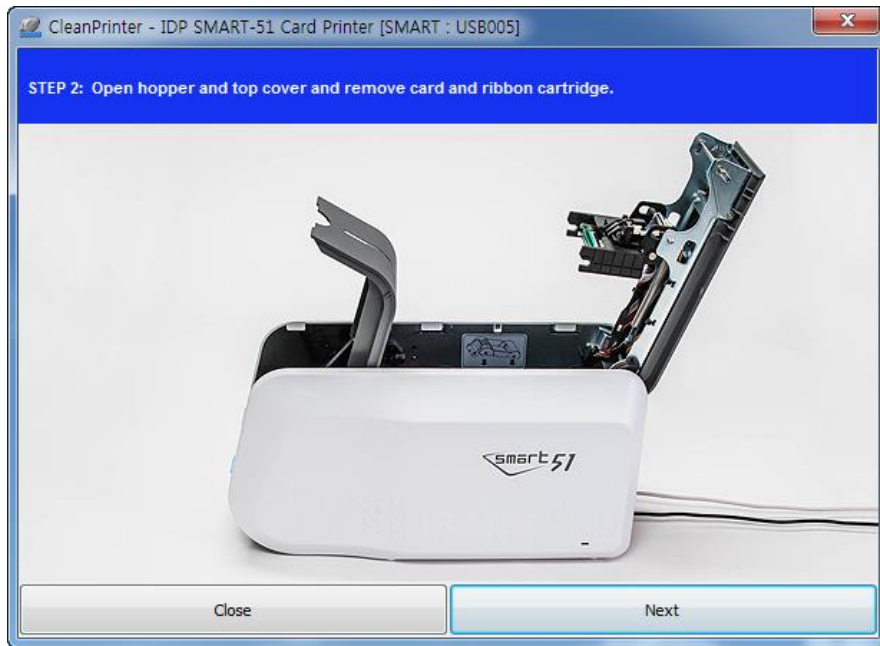 CleanPrinter - IDP SMART-51 Card Printer [SMART : USB005]
STEP 2:  Open hopper and top cover and remove card and ribbon cartridge.
smart 51
Close
Next